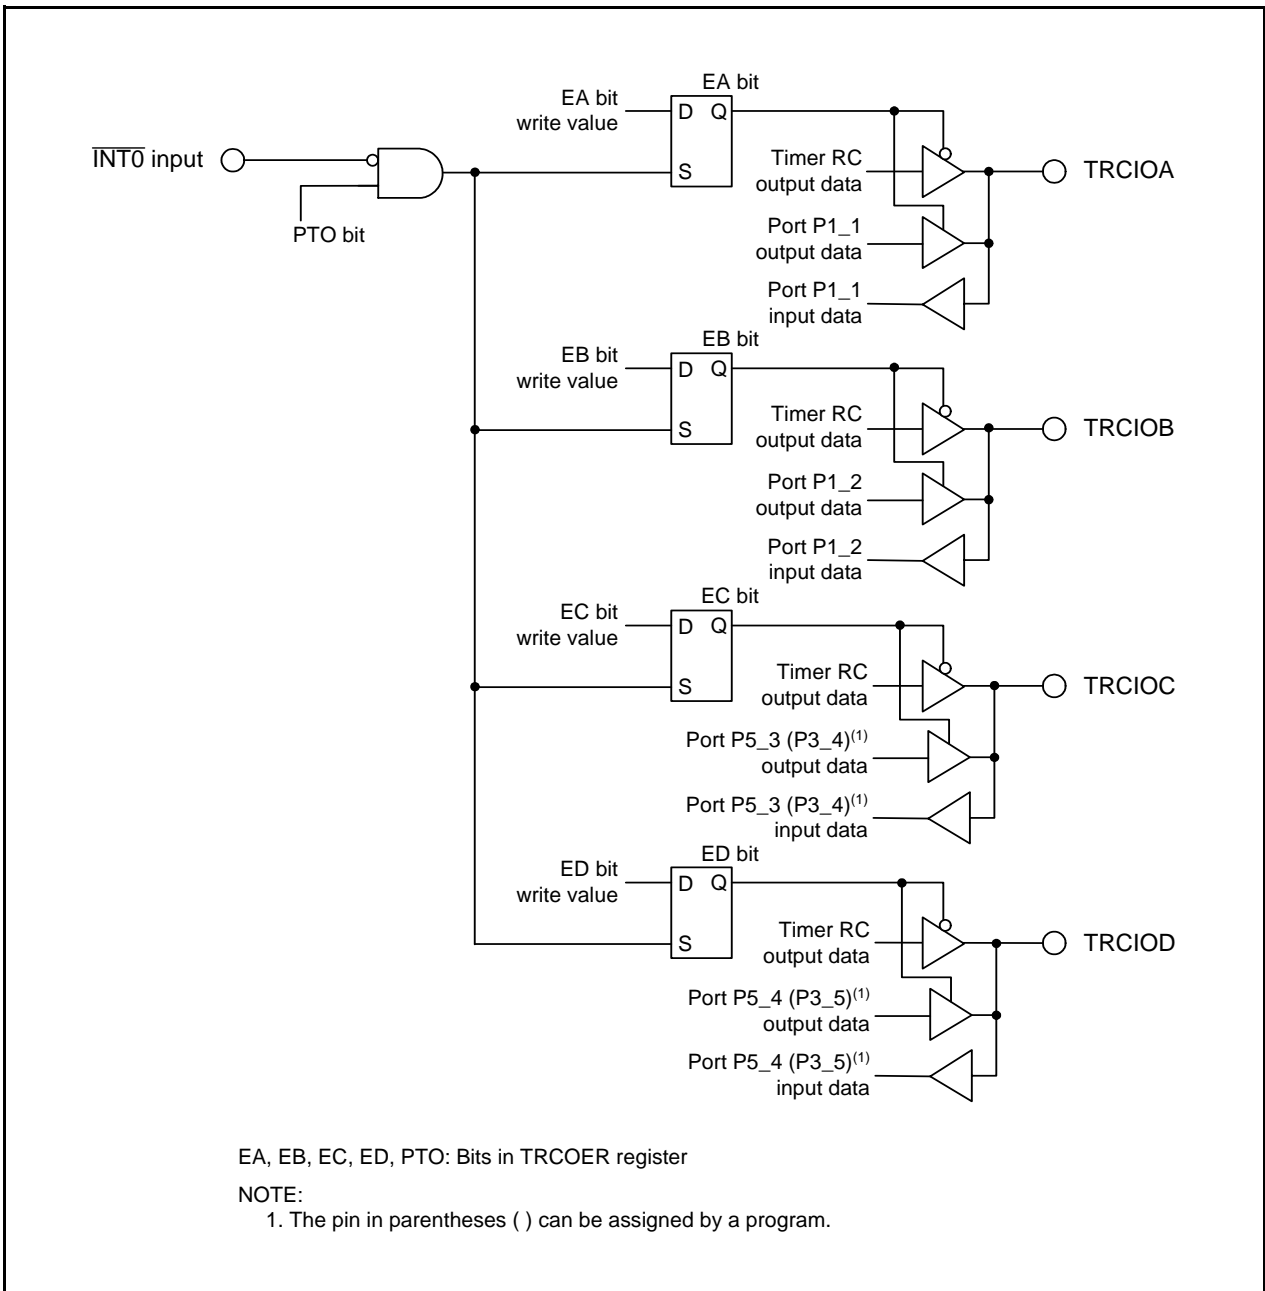 EA bit
EA bit
write value
D Q
S
INT0 input
PTO bit
Timer RC
output data
TRCIOA
Port P1_1
output data
Port P1_1
input data
EB bit
EB bit
write value
D Q
S
Timer RC
output data
TRCIOB
Port P1_2
output data
Port P1_2
input data
EC bit
EC bit
write value
D Q
S
Timer RC
output data
TRCIOC
Port P5_3 (P3_4)(1)
output data
Port P5_3 (P3_4)(1)
input data
ED bit
ED bit
write value
D Q
S
Timer RC
output data
TRCIOD
Port P5_4 (P3_5)(1)
output data
Port P5_4 (P3_5)(1)
input data
EA, EB, EC, ED, PTO: Bits in TRCOER register
NOTE:
1. The pin in parentheses ( ) can be assigned by a program.